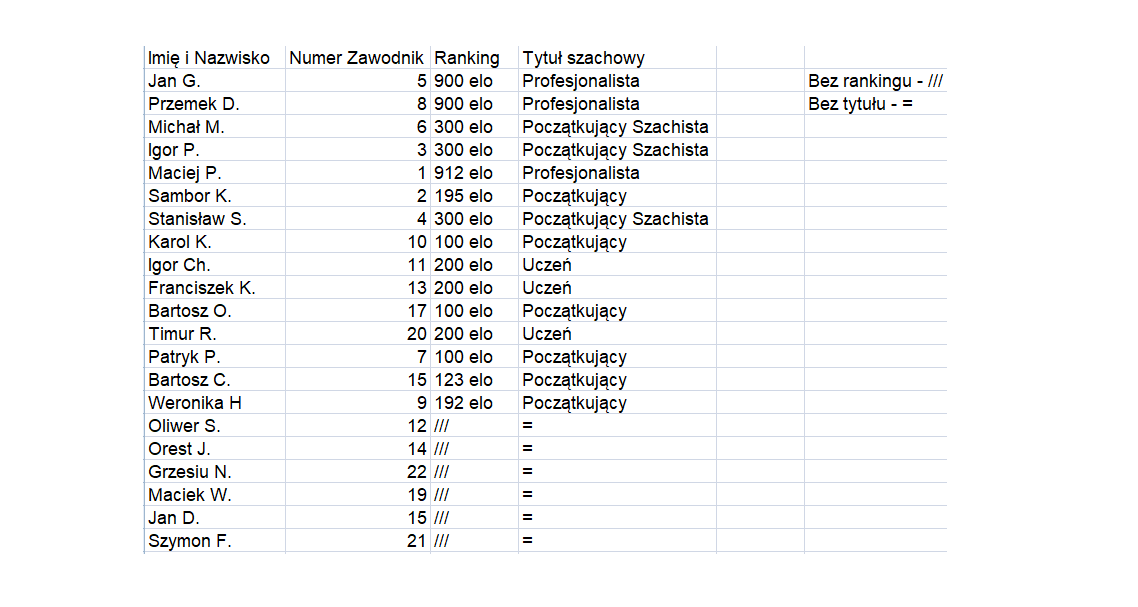 Imię i Nazwisko Numer Zawodnik Ranking Tytuł szachowy
Jan G. 5 900 elo Profesjonalista Bez rankingu - ///
Przemek D. 8 900 elo Profesjonalista Bez tytułu - =
Michał M. 6 300 elo Początkujący Szachista
Igor P. 3 300 elo Początkujący Szachista
Maciej P. 1 912 elo Profesjonalista
Sambor K. 2 195 elo Początkujący
Stanisław S. 4 300 elo Początkujący Szachista
Karol K. 10 100 elo Początkujący
Igor Ch. 11 200 elo Uczeń
Franciszek K. 13 200 elo Uczeń
Bartosz O. 17 100 elo Początkujący
Timur R. 20 200 elo Uczeń
Patryk P. 7 100 elo Początkujący
Bartosz C. 15 123 elo Początkujący
Weronika H 9 192 elo Początkujący
Oliwer S. 12 /// =
Orest J. 14 /// =
Grzesiu N. 22 /// =
Maciek W. 19 /// =
Jan D. 15 /// =
Szymon F. 21 /// =